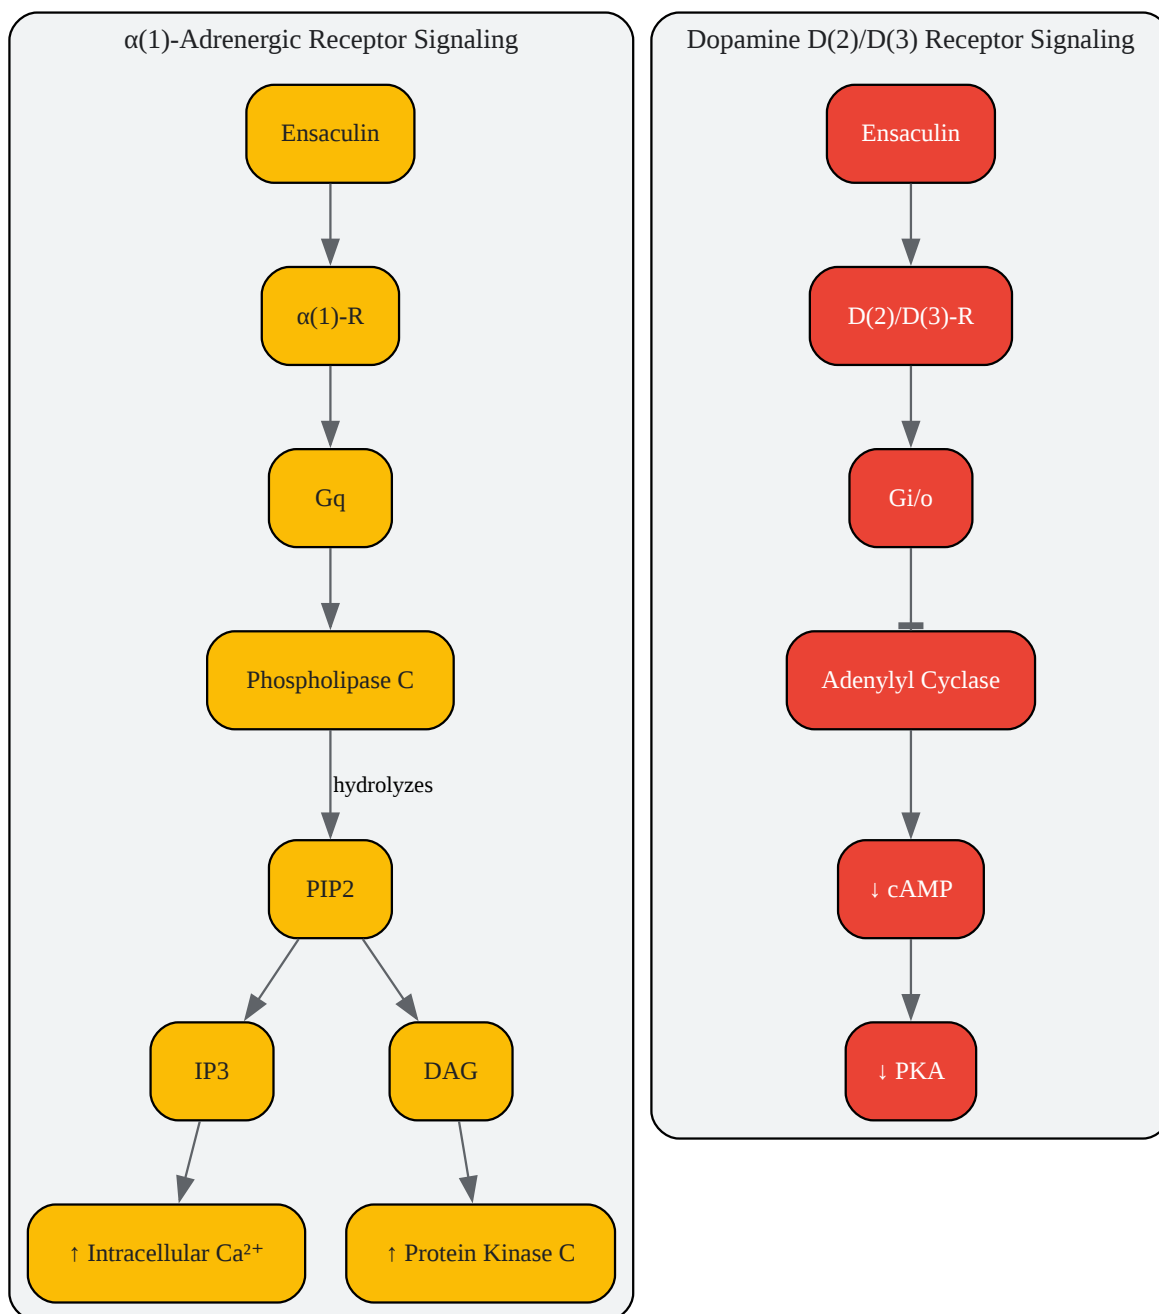 α(1)-Adrenergic Receptor Signaling
Ensaculin
α(1)-R
Gq
Phospholipase C
hydrolyzes
PIP2
IP3
DAG
↑ Intracellular Ca²⁺
↑ Protein Kinase C
Dopamine D(2)/D(3) Receptor Signaling
Ensaculin
D(2)/D(3)-R
Gi/o
Adenylyl Cyclase
↓ cAMP
↓ PKA